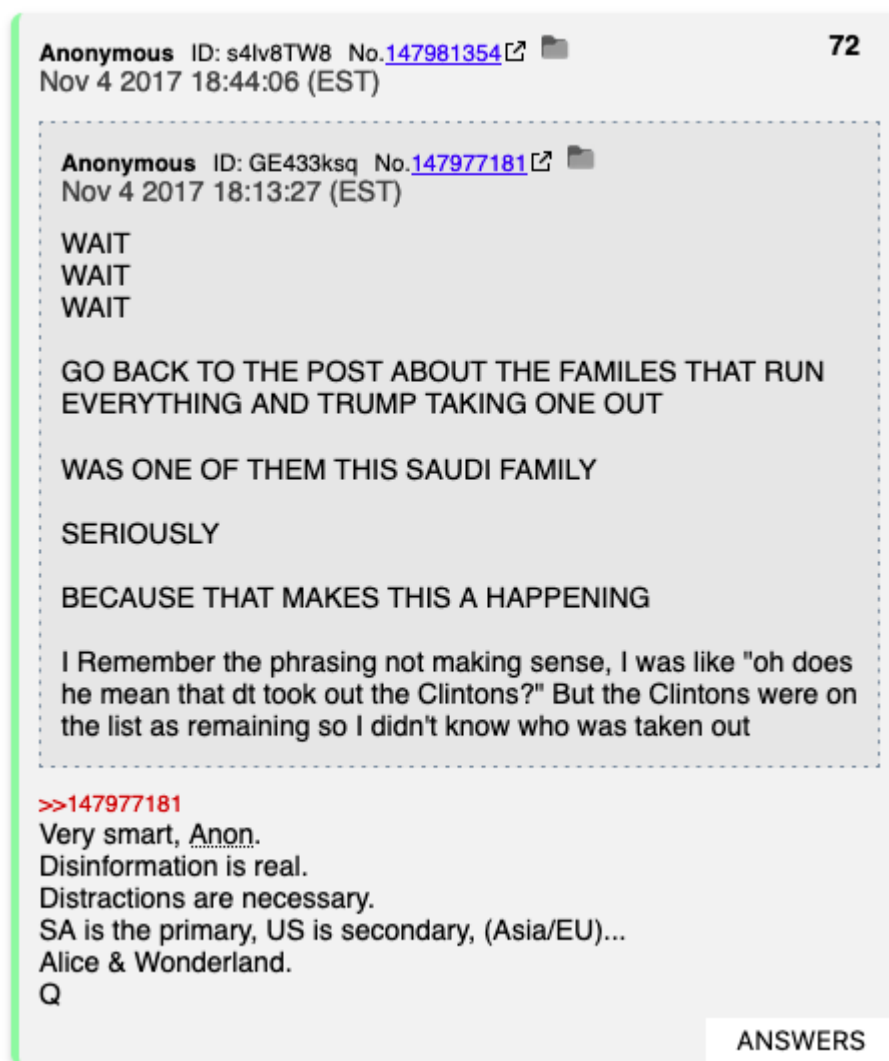 Anonymous ID: s4Iv8TW8 No.147981354 72
Nov 4 2017 18:44:06 (EST)
Anonymous ID: GE433ksq No.147977181
Nov 4 2017 18:13:27 (EST)
WAIT
WAIT
WAIT
GO BACK TO THE POST ABOUT THE FAMILES THAT RUN
EVERYTHING AND TRUMP TAKING ONE OUT
WAS ONE OF THEM THIS SAUDI FAMILY
SERIOUSLY
BECAUSE THAT MAKES THIS A HAPPENING
I Remember the phrasing not making sense, I was like "oh does
he mean that dt took out the Clintons?" But the Clintons were on
the list as remaining so I didn't know who was taken out
>>147977181
Very smart, Anon.
Disinformation is real.
Distractions are necessary.
SA is the primary, US is secondary, (Asia/EU)...
Alice & Wonderland.
Q
ANSWERS